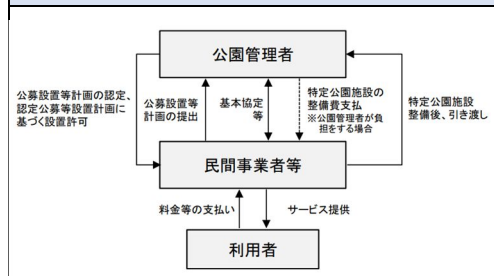 公園管理者
公募設置等計画の認定、
認定公募等設置計画に
基づく設置許可
公募設置等
計画の提出
基本協定
等
特定公園施設の
整備費支払
※公園管理者が負
担をする場合
特定公園施設
整備後、引き渡し
民間事業者等
料金等の支払い
サービス提供
利用者